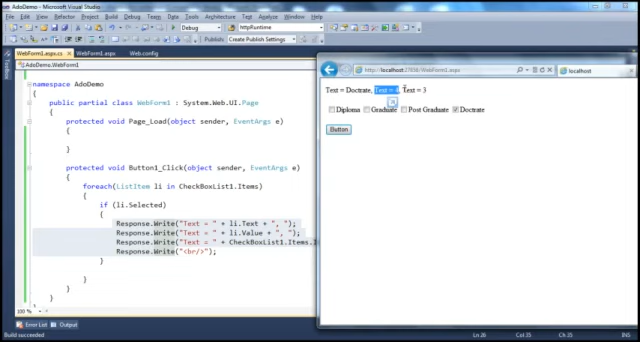 AdoDemo - Microsoft Visual Studio
File Edit View Refactor Project Build Debug Team Data Tools Architecture Test Analyze Window Help
Debug httpRuntime
Publish: Create Publish Settings
WebForm1.aspx.cs WebForm1.aspx Web.config
AdoDemo.WebForm1
Toolbox
namespace AdoDemo
{
public partial class WebForm1 : System.Web.UI.Page
{
protected void Page_Load(object sender, EventArgs e)
{
}
protected void Button1_Click(object sender, EventArgs e)
{
foreach(ListItem li in CheckBoxList1.Items)
{
if (li.Selected)
{
Response.Write("Text = " + li.Text + ", ");
Response.Write("Text = " + li.Value + ", ");
Response.Write("Text = " + CheckBoxList1.Items.
Response.Write("<br/>");
}
}
}
}
100 %
Error List Output
Build succeeded
http://localhost:27936/WebForm1.aspx
localhost
Text = Doctrate, Text = 4, Text = 3
Diploma Graduate Post Graduate Doctrate
Button
Ln 26 Col 35 Ch 35 INS